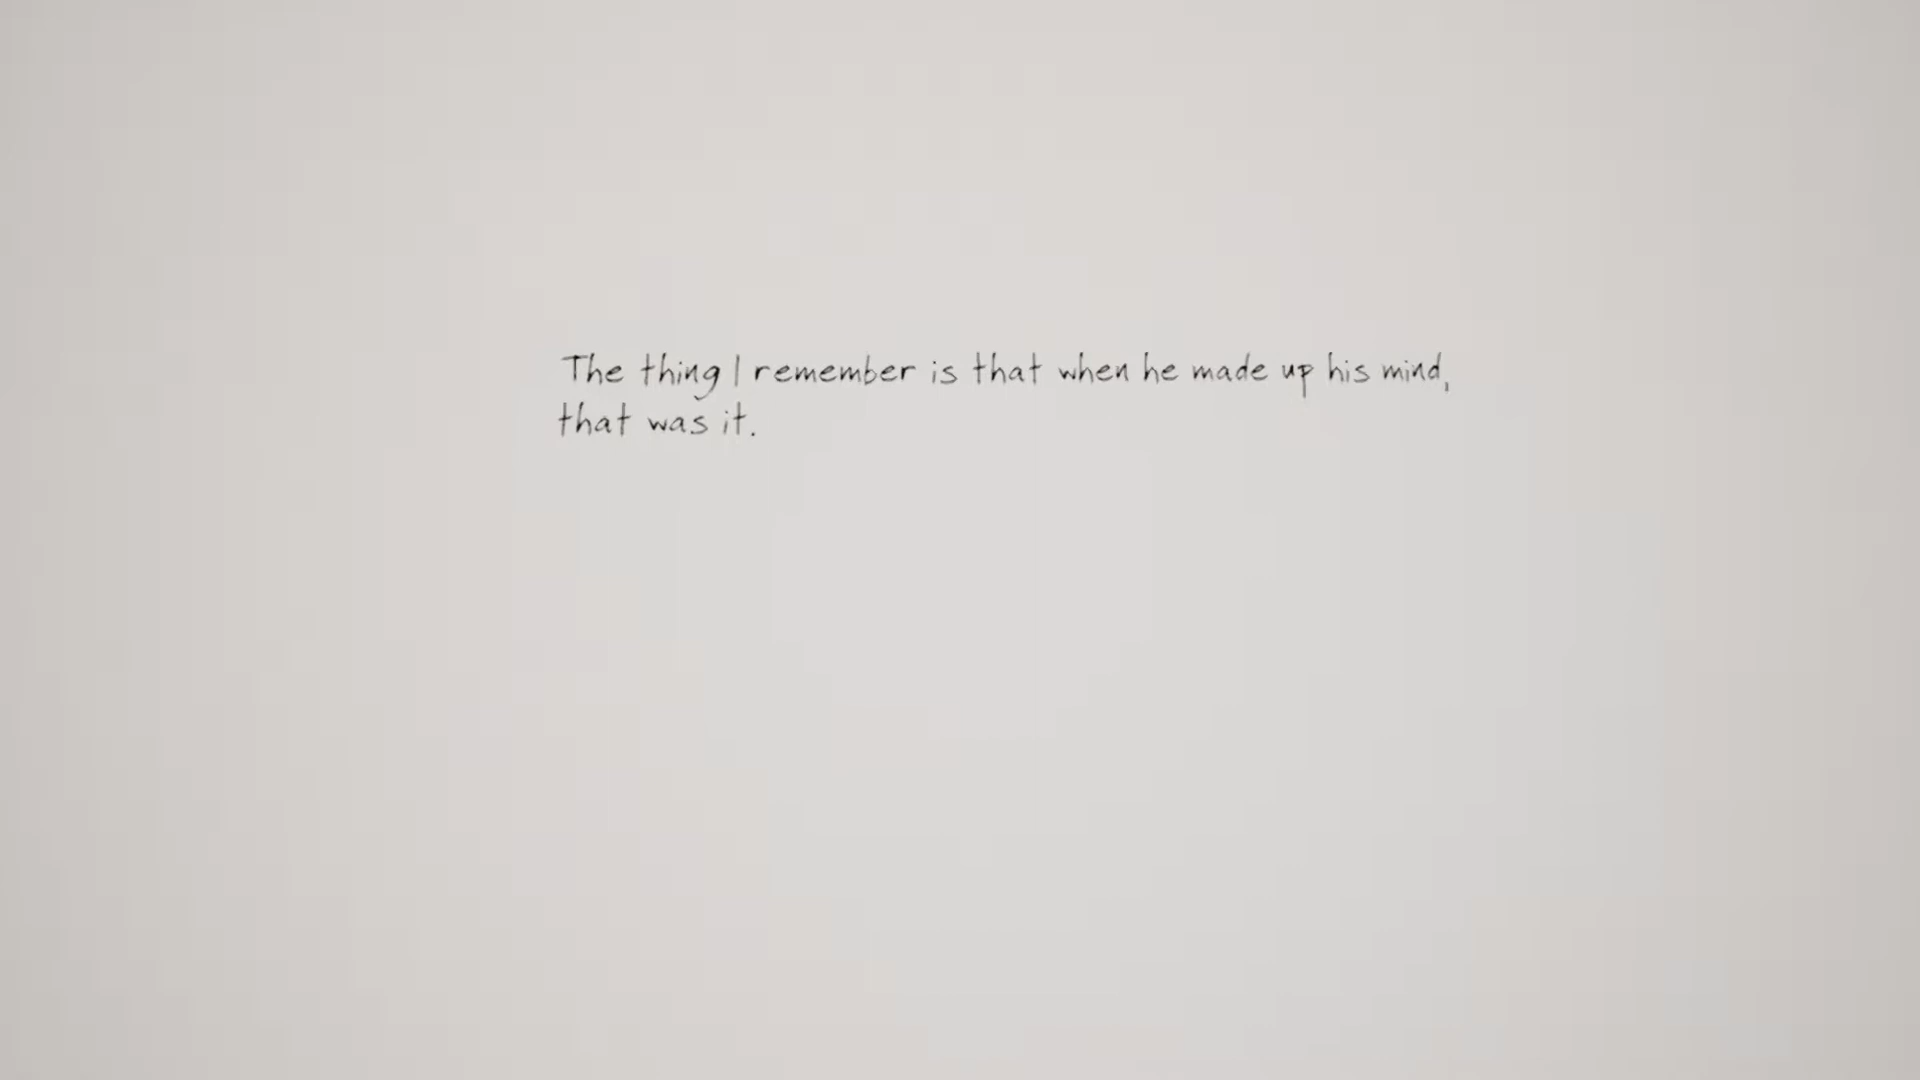 The thing I remember is that when he made up his mind,
that was it.